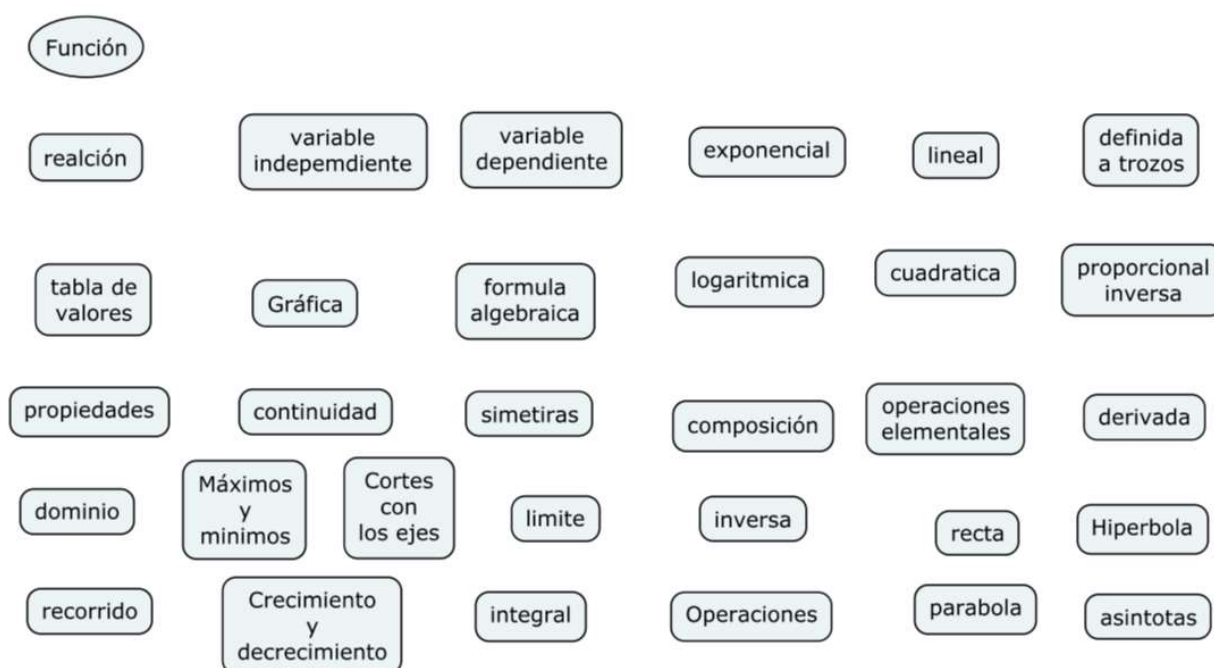 Función
realción
variable
indepemdiente
variable
dependiente
exponencial
lineal
definida
a trozos
tabla de
valores
Gráfica
formula
algebraica
logaritmica
cuadratica
proporcional
inversa
propiedades
continuidad
simetiras
composición
operaciones
elementales
derivada
dominio
Máximos
y
minimos
Cortes
con
los ejes
limite
inversa
recta
Hiperbola
recorrido
Crecimiento
y
decrecimiento
integral
Operaciones
parabola
asintotas